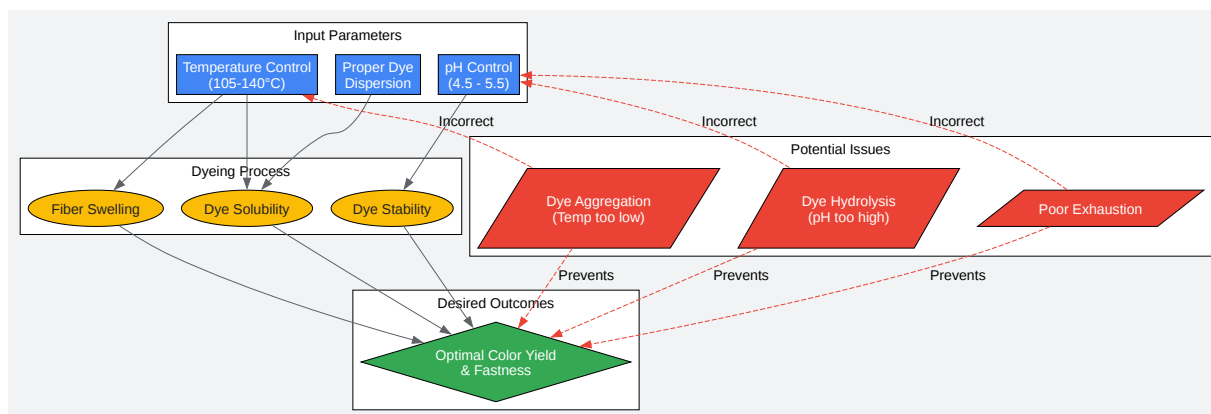 Input Parameters
Temperature Control
(105-140°C)
Proper Dye
Dispersion
pH Control
(4.5 - 5.5)
Incorrect
Incorrect
Incorrect
Potential Issues
Dyeing Process
Fiber Swelling
Dye Solubility
Dye Stability
Dye Aggregation
(Temp too low)
Dye Hydrolysis
(pH too high)
Poor Exhaustion
Prevents
Prevents
Prevents
Desired Outcomes
Optimal Color Yield
& Fastness